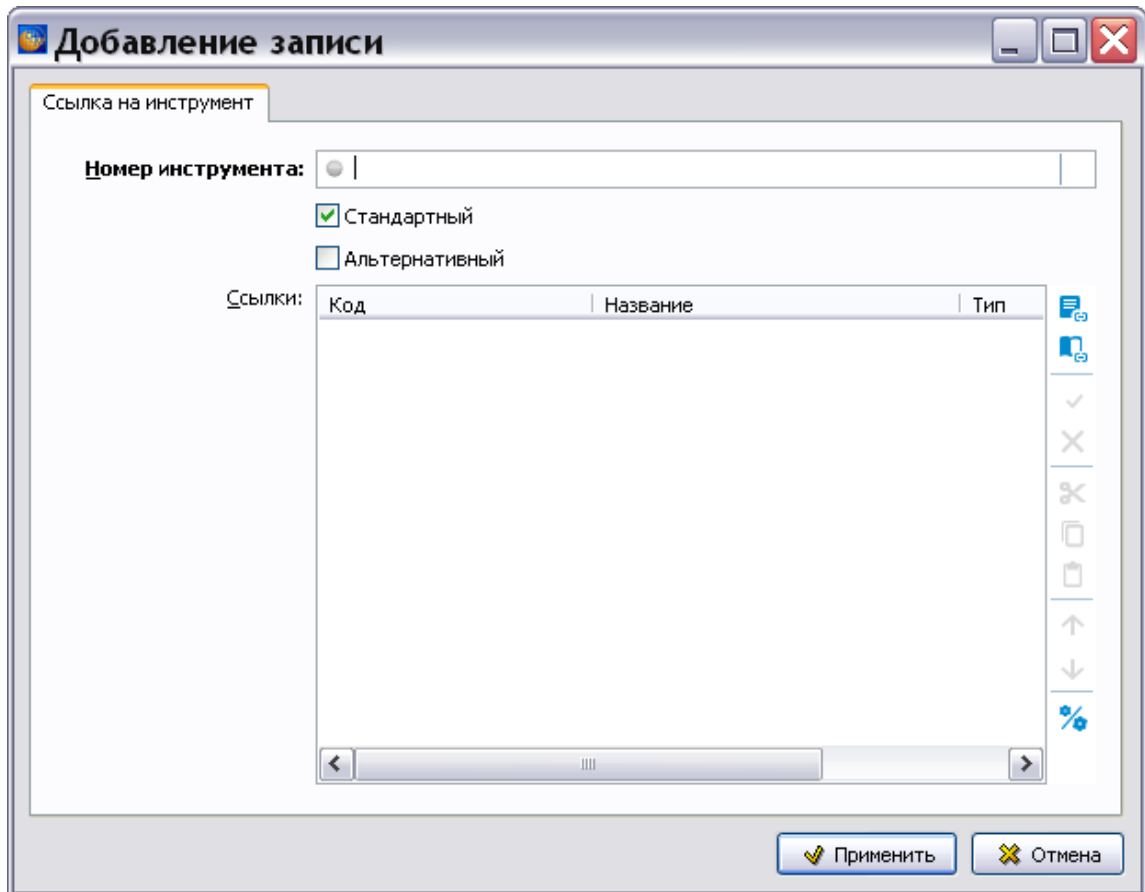 Добавление записи
Ссылка на инструмент
Номер инструмента:
Стандартный
Альтернативный
Ссылки: Код Название Тип
Применить Отмена